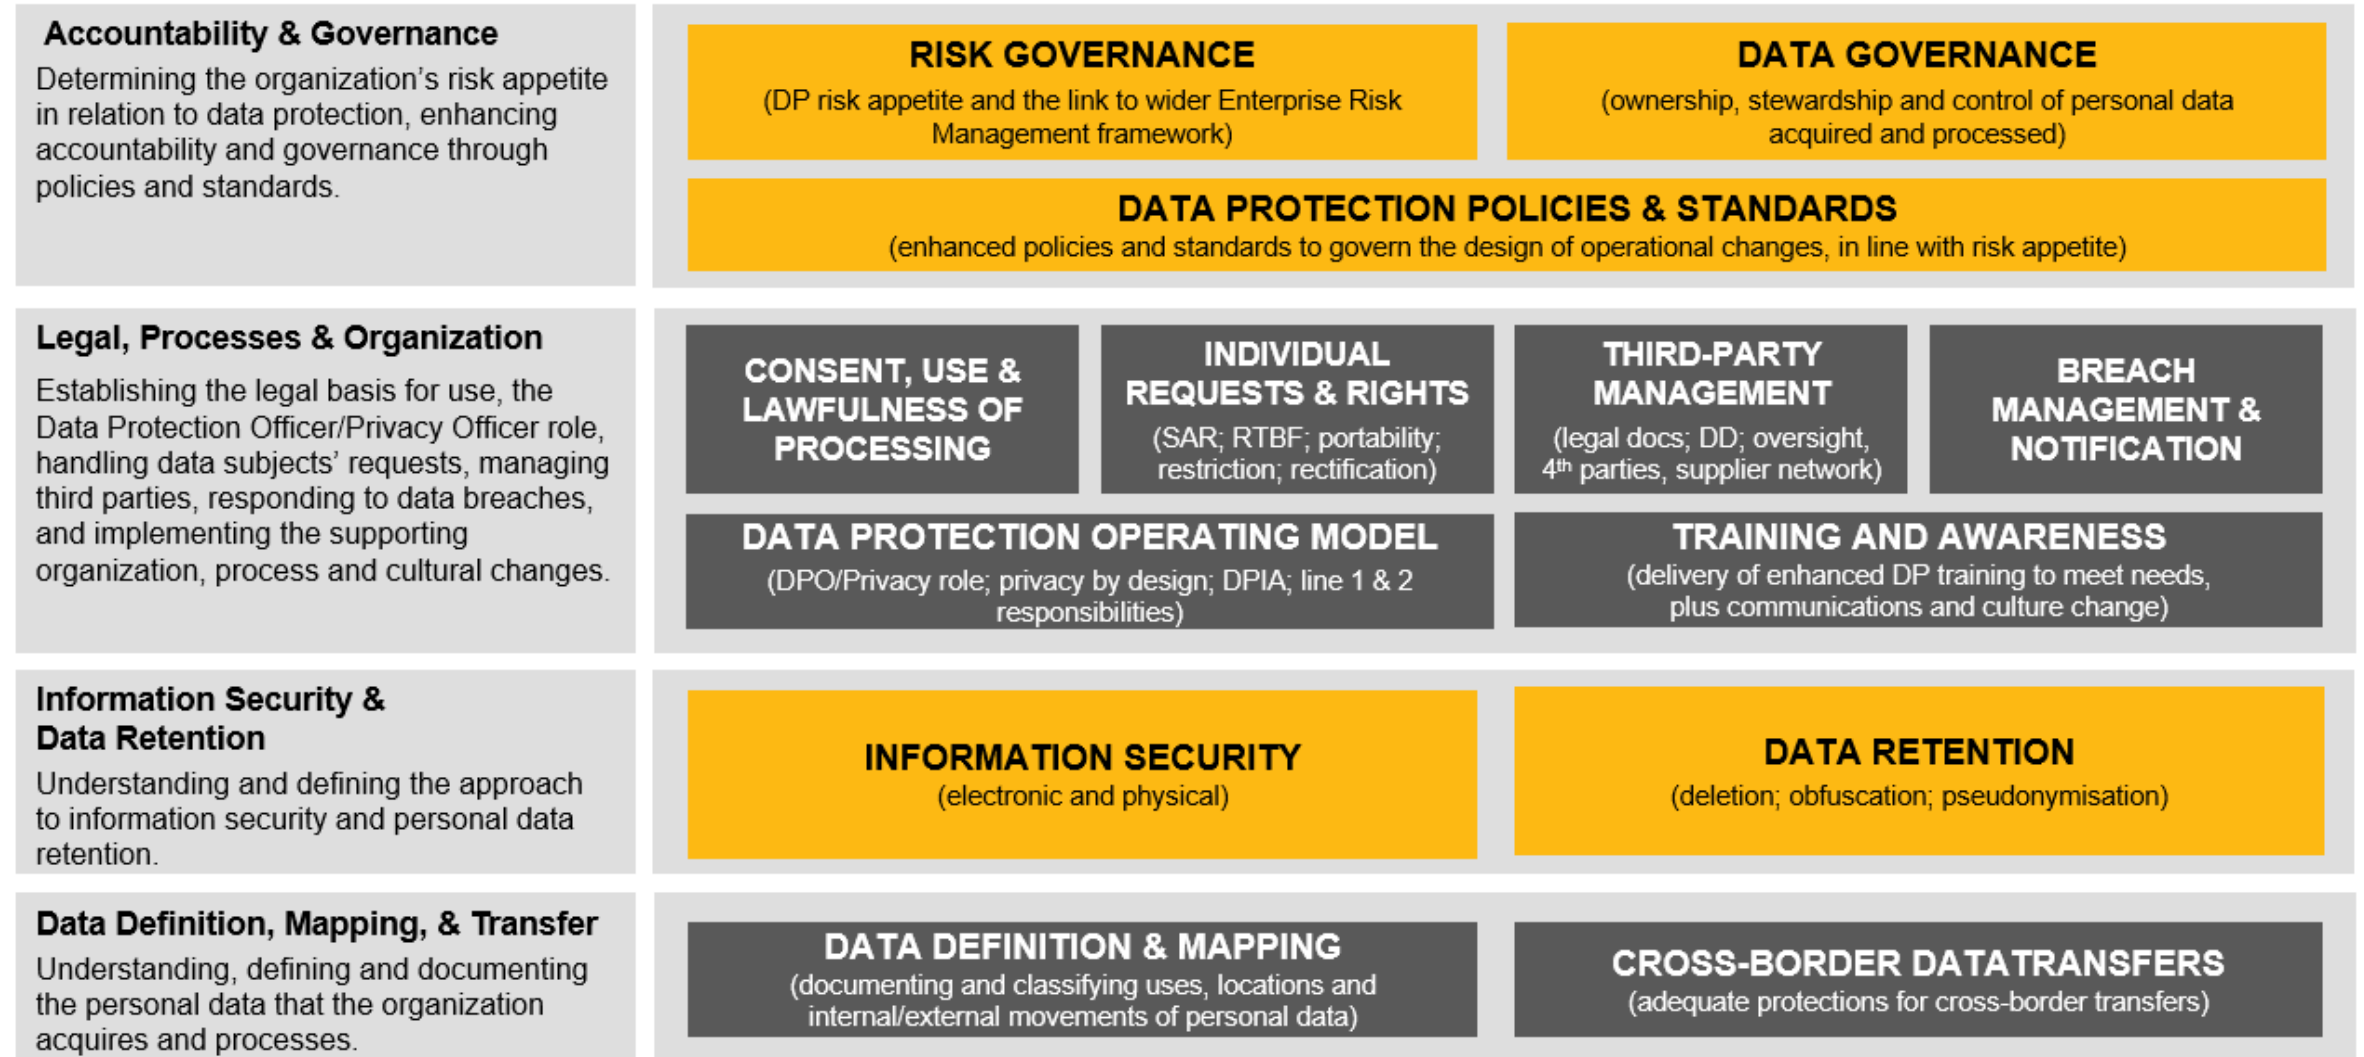 Accountability & Governance
Determining the organization's risk appetite
in relation to data protection, enhancing
accountability and governance through
policies and standards.
RISK GOVERNANCE
(DP risk appetite and the link to wider Enterprise Risk
Management framework)
DATA GOVERNANCE
(ownership, stewardship and control of personal data
acquired and processed)
DATA PROTECTION POLICIES & STANDARDS
(enhanced policies and standards to govern the design of operational changes, in line with risk appetite)
Legal, Processes & Organization
Establishing the legal basis for use, the
Data Protection Officer/Privacy Officer role,
handling data subjects' requests, managing
third parties, responding to data breaches,
and implementing the supporting
organization, process and cultural changes.
CONSENT, USE &
LAWFULNESS OF
PROCESSING
INDIVIDUAL
REQUESTS & RIGHTS
(SAR; RTBF; portability;
restriction; rectification)
THIRD-PARTY
MANAGEMENT
(legal docs; DD; oversight,
4th parties, supplier network)
BREACH
MANAGEMENT &
NOTIFICATION
DATA PROTECTION OPERATING MODEL
(DPO/Privacy role; privacy by design; DPIA; line 1 & 2
responsibilities)
TRAINING AND AWARENESS
(delivery of enhanced DP training to meet needs,
plus communications and culture change)
Information Security &
Data Retention
Understanding and defining the approach
to information security and personal data
retention.
INFORMATION SECURITY
(electronic and physical)
DATA RETENTION
(deletion; obfuscation; pseudonymisation)
Data Definition, Mapping, & Transfer
Understanding, defining and documenting
the personal data that the organization
acquires and processes.
DATA DEFINITION & MAPPING
(documenting and classifying uses, locations and
internal/external movements of personal data)
CROSS-BORDER DATATRANSFERS
(adequate protections for cross-border transfers)